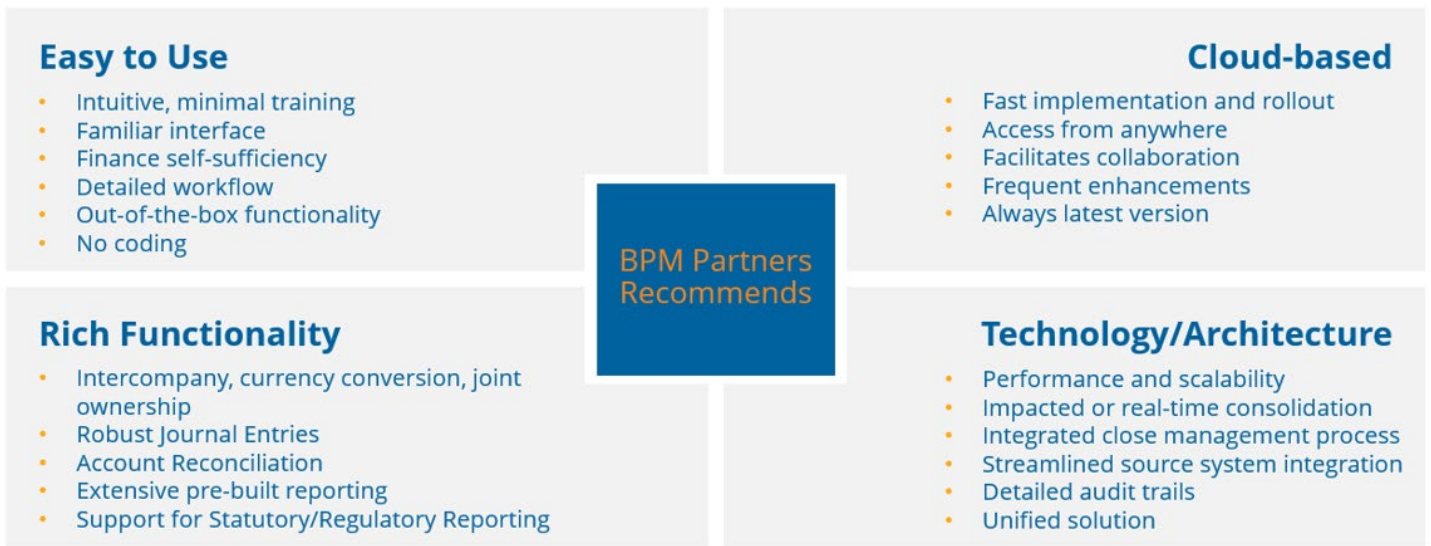 Easy to Use
• Intuitive, minimal training
• Familiar interface
• Finance self-sufficiency
• Detailed workflow
• Out-of-the-box functionality
• No coding
Cloud-based
• Fast implementation and rollout
• Access from anywhere
• Facilitates collaboration
• Frequent enhancements
• Always latest version
BPM Partners
Recommends
Rich Functionality
• Intercompany, currency conversion, joint
ownership
• Robust Journal Entries
• Account Reconciliation
• Extensive pre-built reporting
• Support for Statutory/Regulatory Reporting
Technology/Architecture
• Performance and scalability
• Impacted or real-time consolidation
• Integrated close management process
• Streamlined source system integration
• Detailed audit trails
• Unified solution